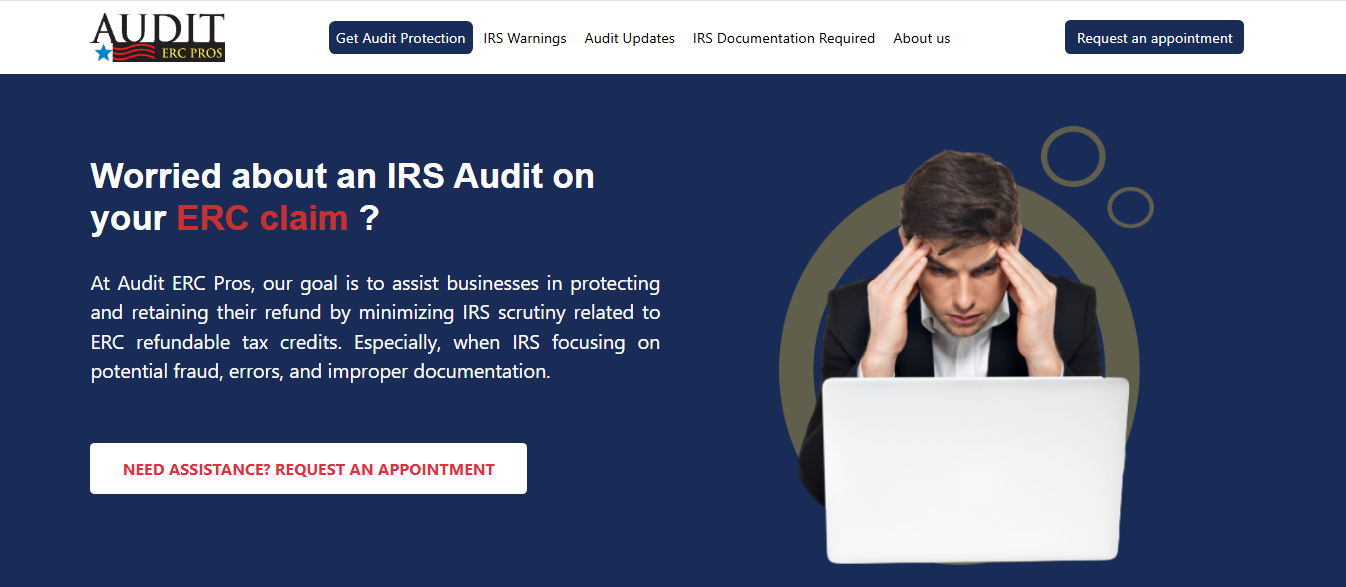 AUDIT
ERC PROS
Get Audit Protection
IRS Warnings
Audit Updates
IRS Documentation Required
About us
Request an appointment
Worried about an IRS Audit on
your ERC claim ?
At Audit ERC Pros, our goal is to assist businesses in protecting
and retaining their refund by minimizing IRS scrutiny related to
ERC refundable tax credits. Especially, when IRS focusing on
potential fraud, errors, and improper documentation.
NEED ASSISTANCE? REQUEST AN APPOINTMENT